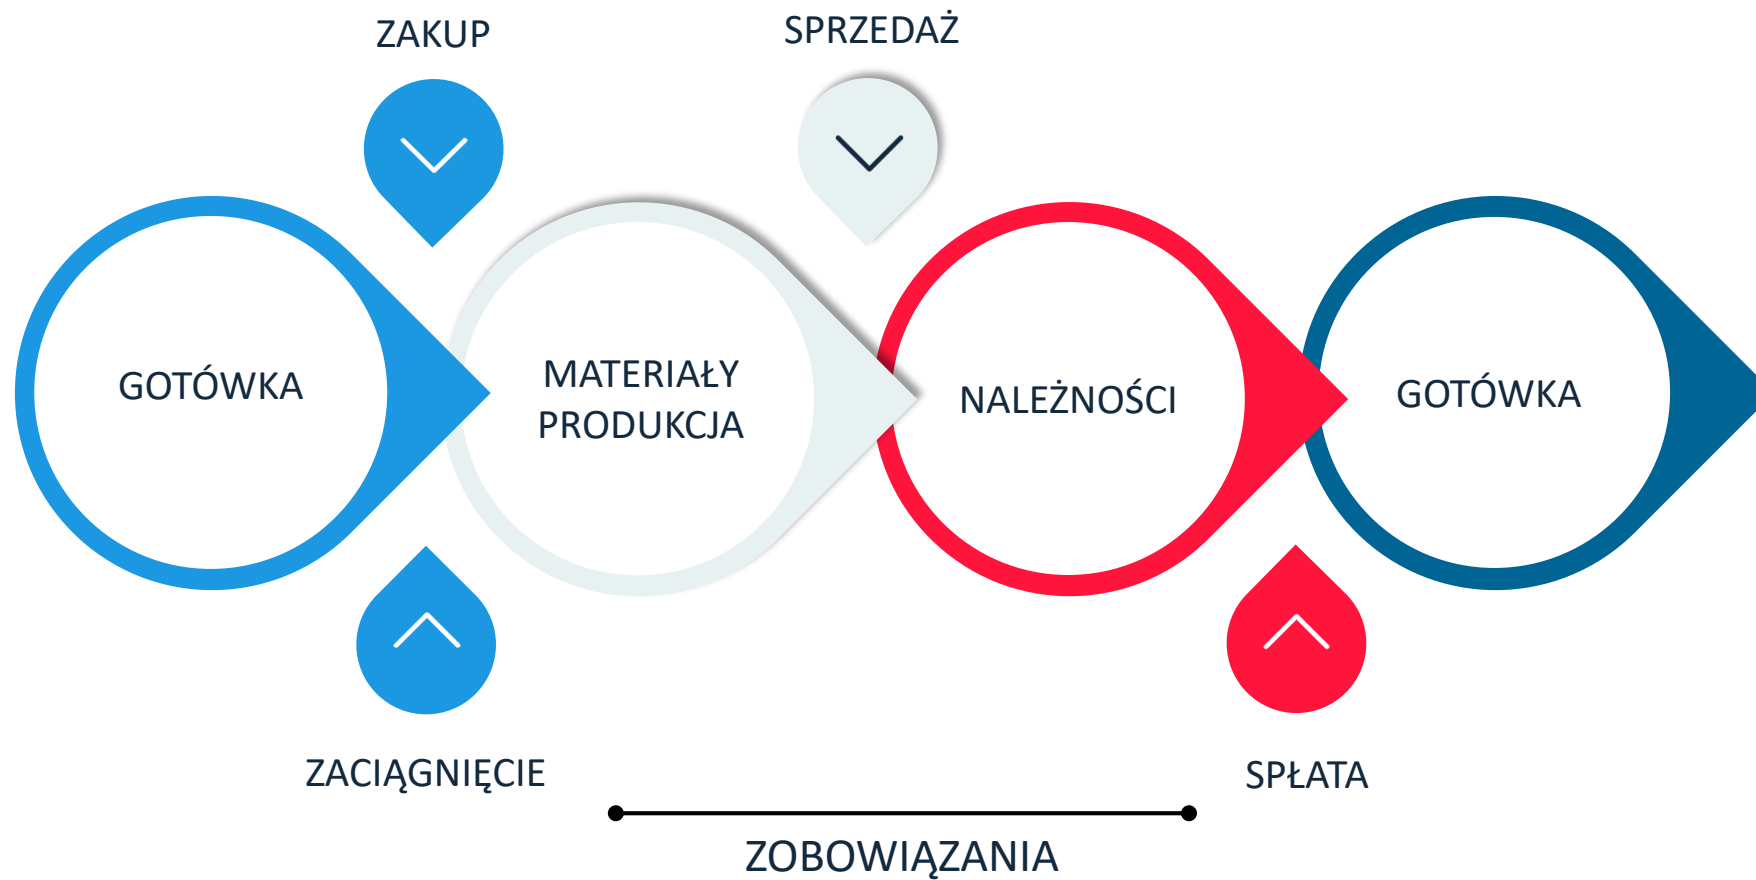 ZAKUP
SPRZEDAŻ
GOTÓWKA
MATERIAŁY
PRODUKCJA
NALEŻNOŚCI
GOTÓWKA
ZACIĄGNIĘCIE
SPŁATA
ZOBOWIĄZANIA